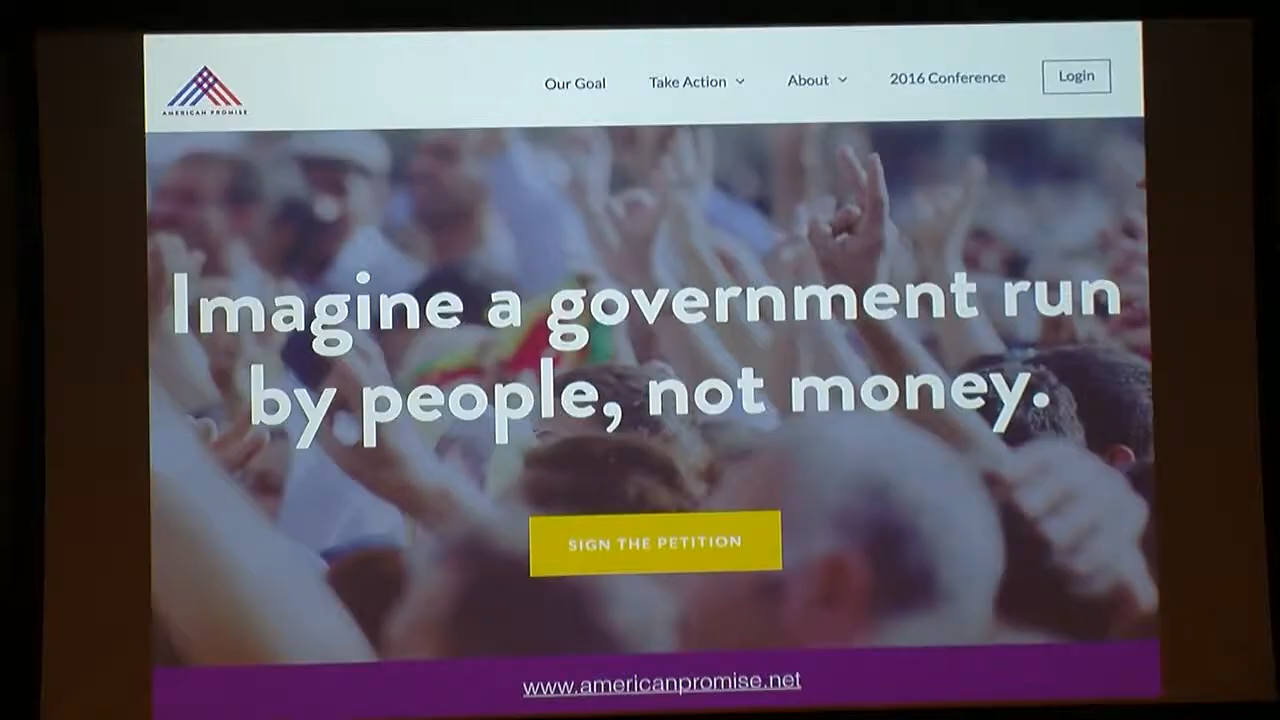 AMERICAN PROMISE
Our Goal Take Action About 2016 Conference Login
Imagine a government run
by people, not money.
SIGN THE PETITION
www.americanpromise.net